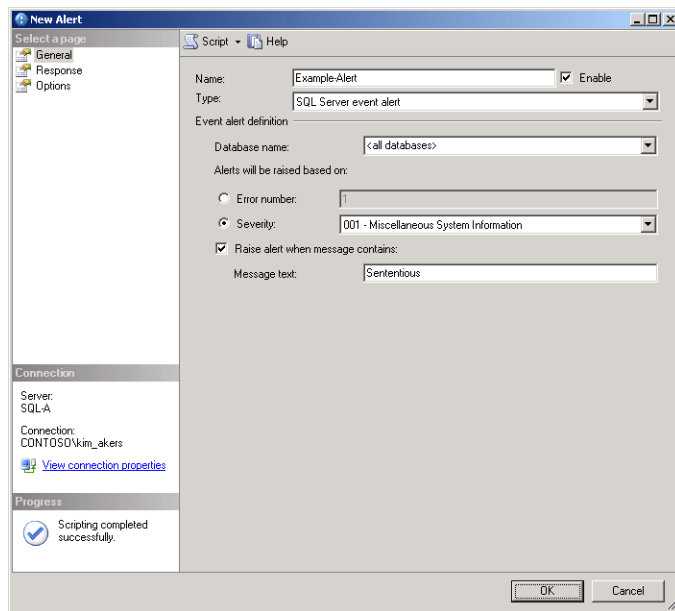 New Alert
Select a page
General
Response
Options
Script
Help
Name:
Example-Alert
Enable
Type:
SQL Server event alert
Event alert definition
Database name:
<all databases>
Alerts will be raised based on:
Error number:
1
Severity:
001 - Miscellaneous System Information
Raise alert when message contains:
Message text:
Sententious
Connection
Server:
SQL-A
Connection:
CONTOSO\kim_akers
View connection properties
Progress
Scripting completed
successfully.
OK
Cancel